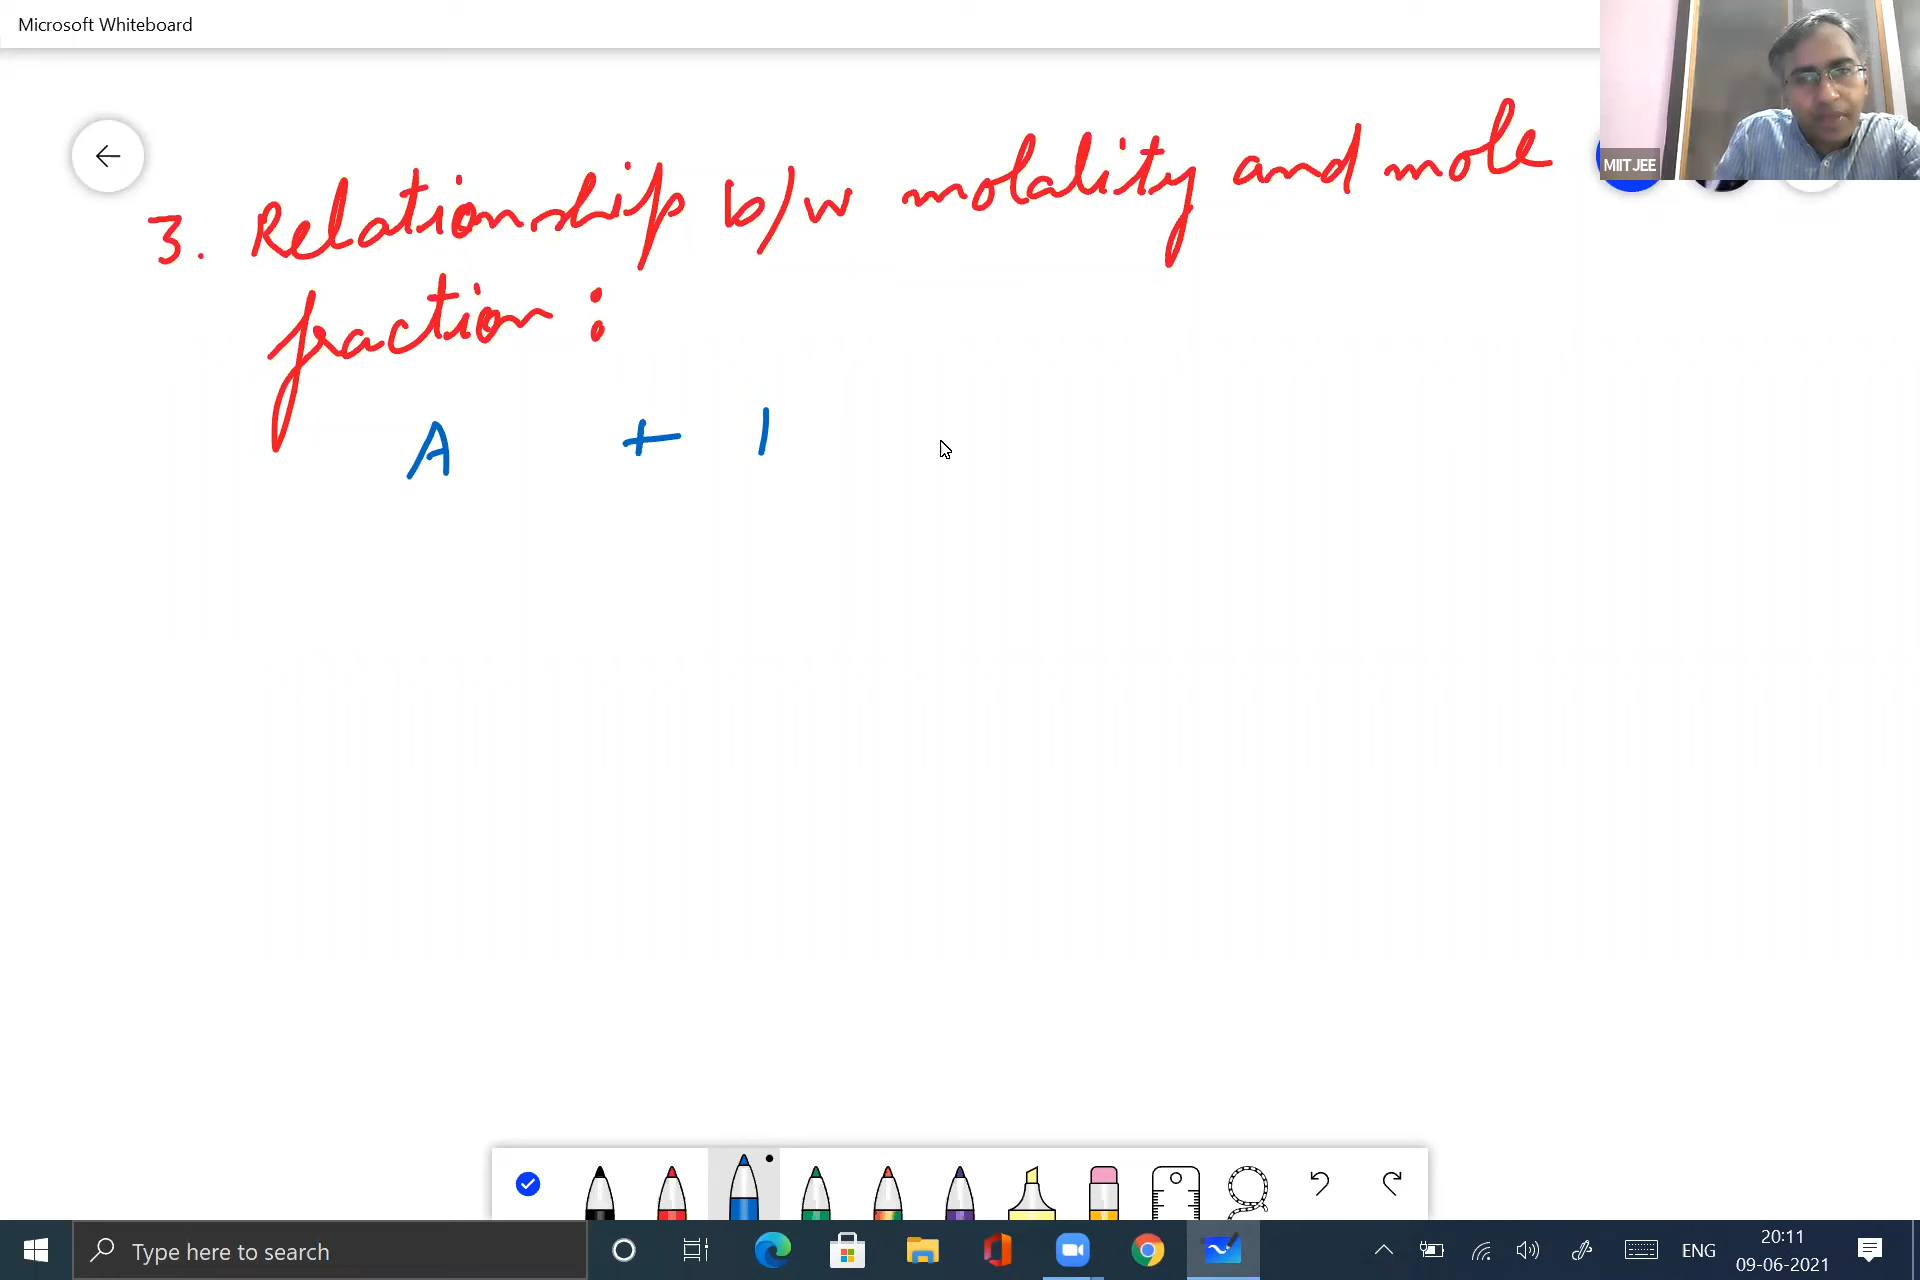 Microsoft Whiteboard
MIIT JEE
3. Relationship b/w molality and mole
fraction :
A + 1
Type here to search
ENG
20:11
09-06-2021